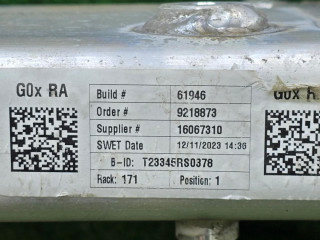 G0x RA
Build # 61946
Order # 9218873
Supplier # 16067310
SWET Date 12/11/2023 14:36
B-ID: T23345RS0378
Rack: 171 Position: 1
G0x R